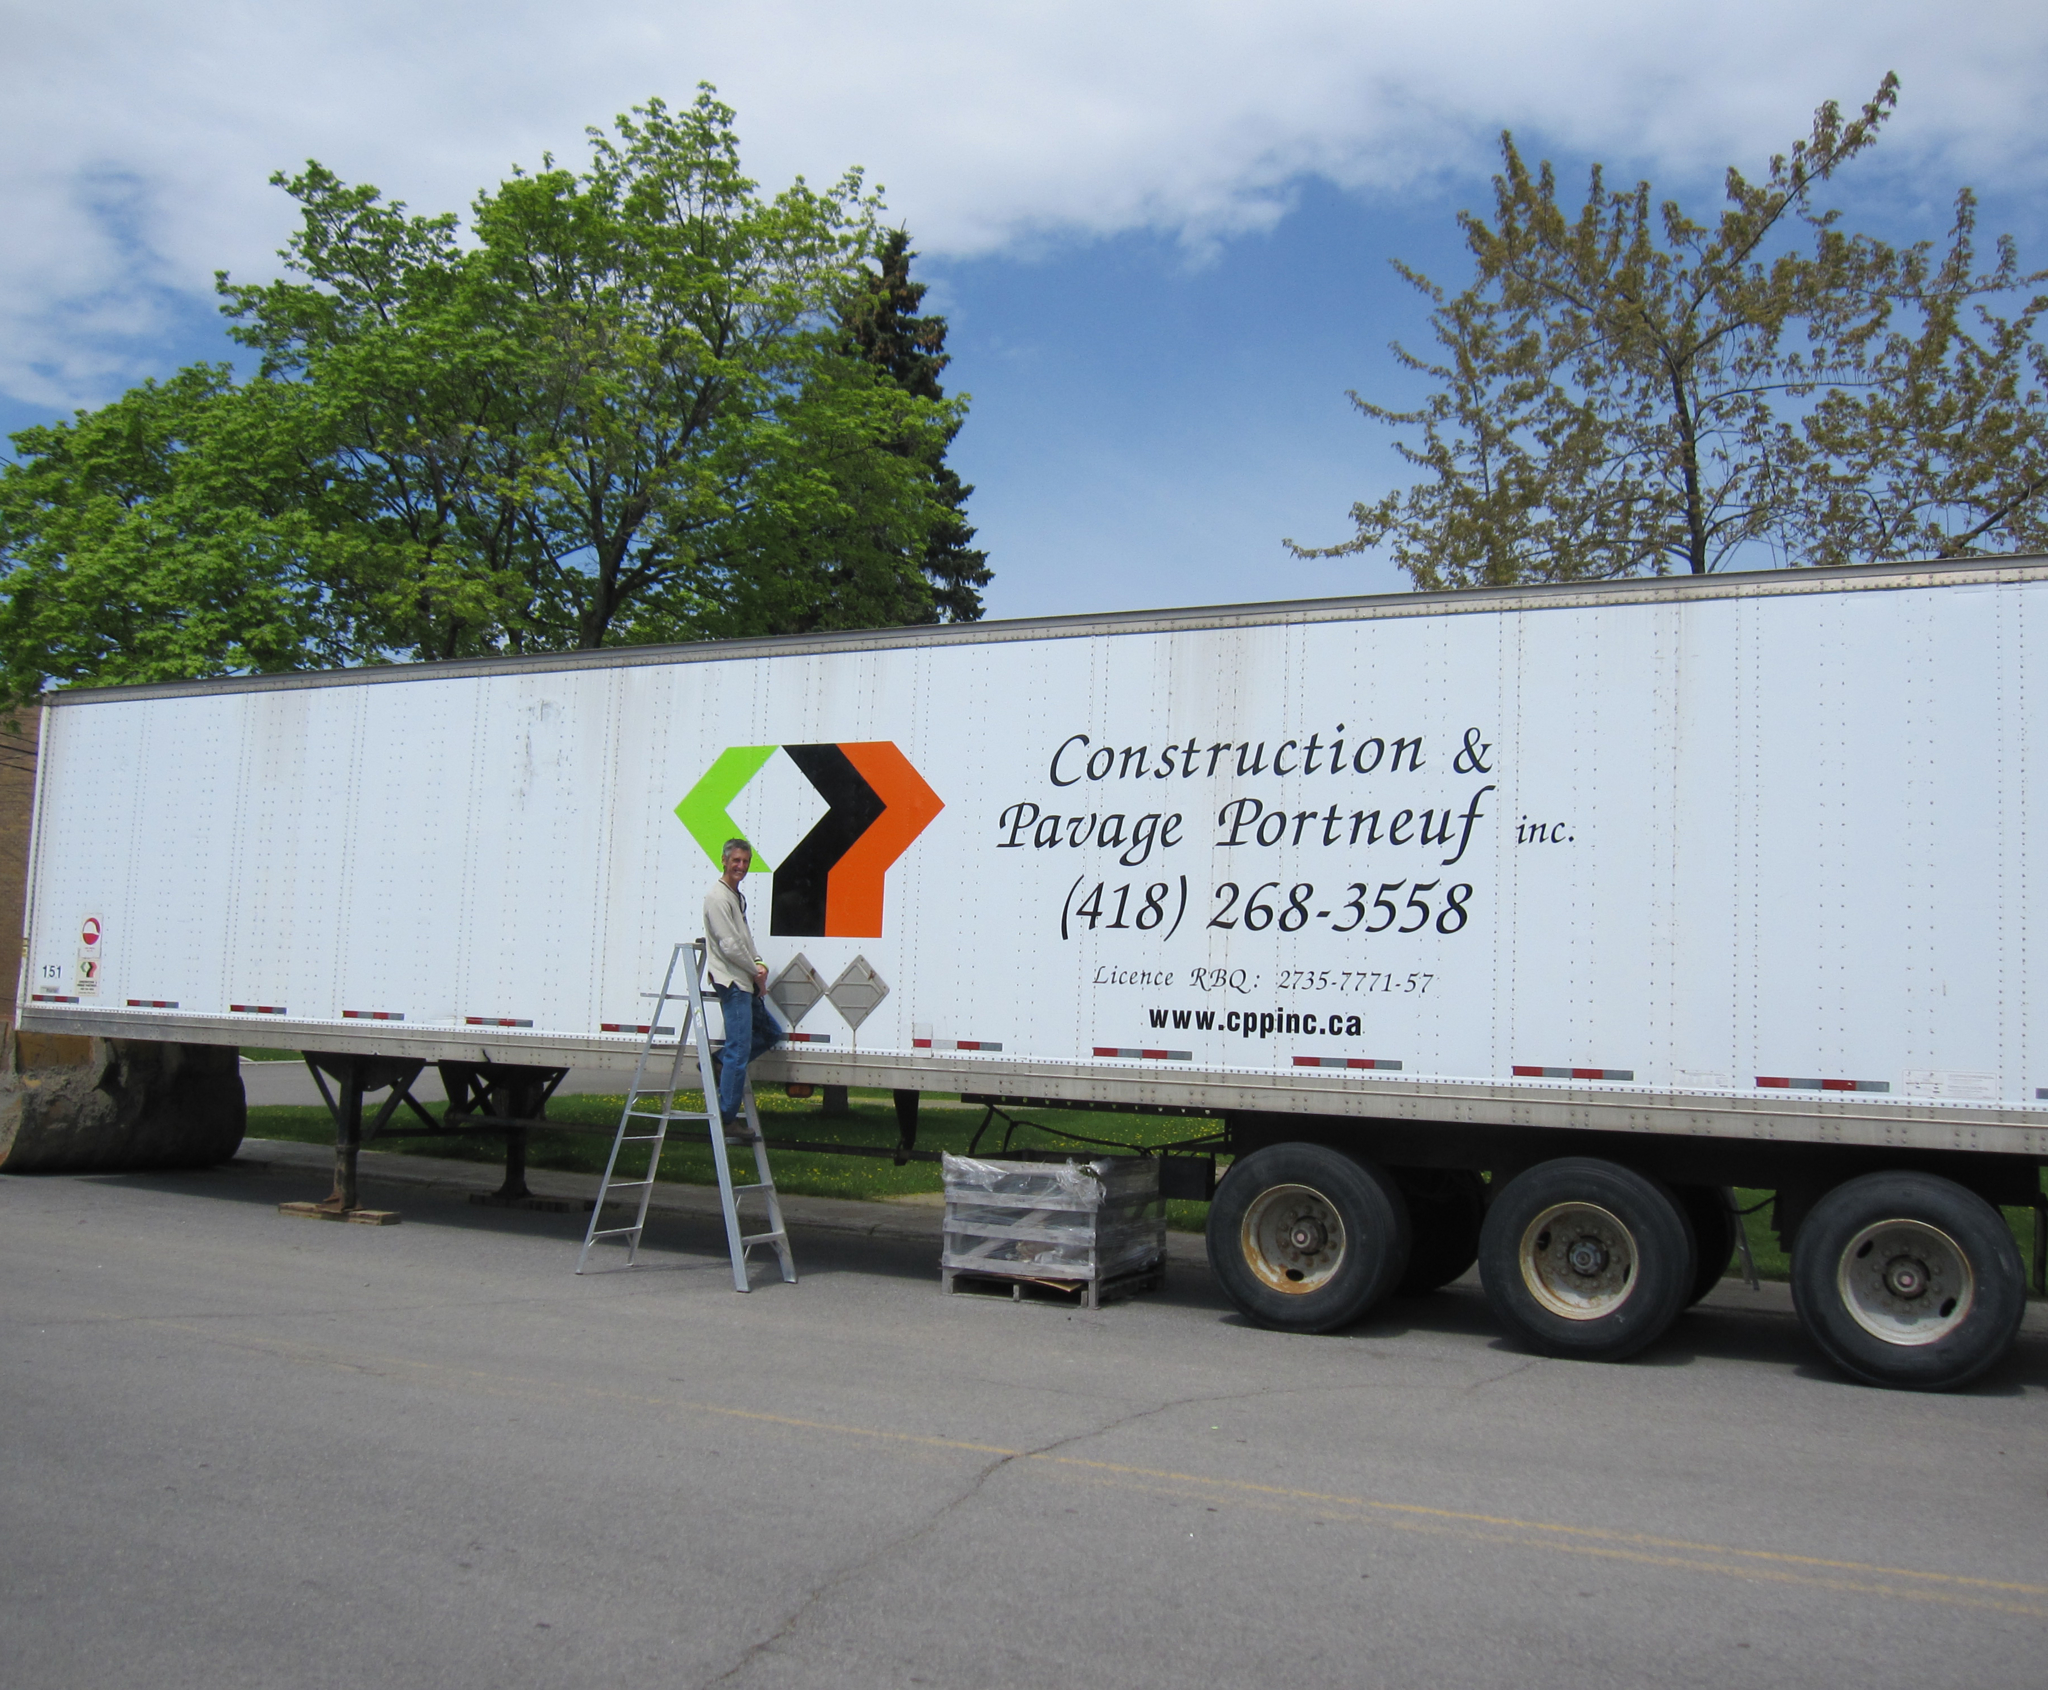 Construction &
Pavage Portneuf inc.
(418) 268-3558
Licence RBQ: 2735-7771-57
www.cppinc.ca
151